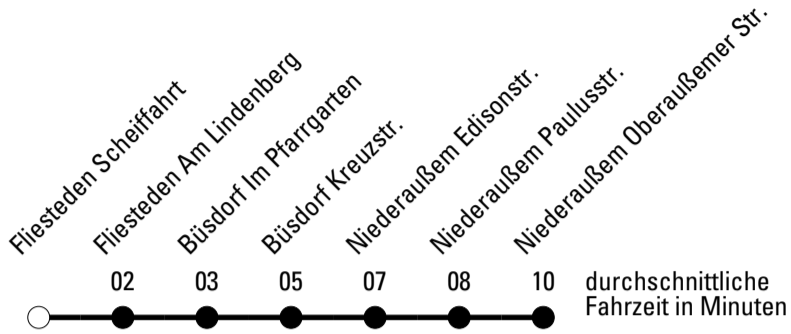 Fliesteden Scheiffahrt
Fliesteden Am Lindenberg
Büsdorf Im Pfarrgarten
Büsdorf Kreuzstr.
Niederaußem Edisonstr.
Niederaußem Paulusstr.
Niederaußem Oberaußemer Str.
02 03 05 07 08 10 durchschnittliche
Fahrzeit in Minuten